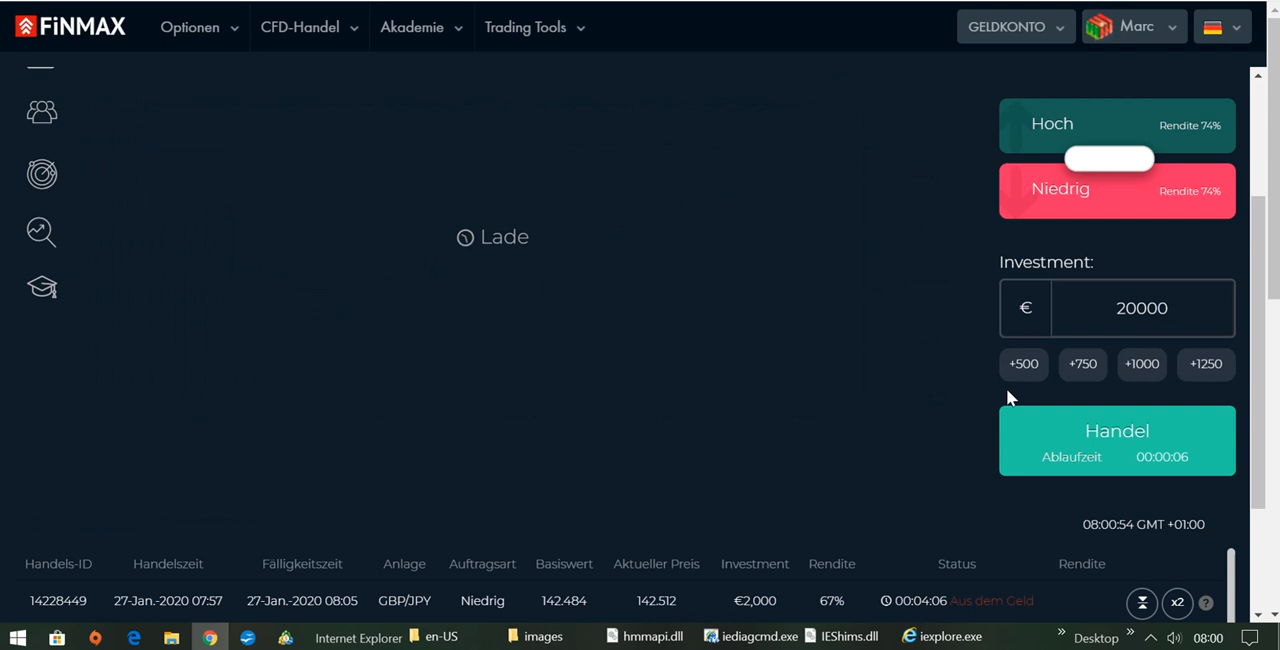 FiNMAX Optionen CFD-Handel Akademie Trading Tools GELDKONTO Marc
Hoch Rendite 74%
Niedrig Rendite 74%
Lade
Investment:
€ 20000
+500 +750 +1000 +1250
Handel
Ablaufzeit 00:00:06
08:00:54 GMT +01:00
Handels-ID Handelszeit Fälligkeitszeit Anlage Auftragsart Basiswert Aktueller Preis Investment Rendite Status Rendite
14228449 27-Jan.-2020 07:57 27-Jan.-2020 08:05 GBP/JPY Niedrig 142.484 142.512 €2,000 67% 00:04:06 Aus dem Geld x2 ?
Internet Explorer en-US images hmmapi.dll iediagcmd.exe IEShims.dll iexplore.exe » Desktop » 08:00